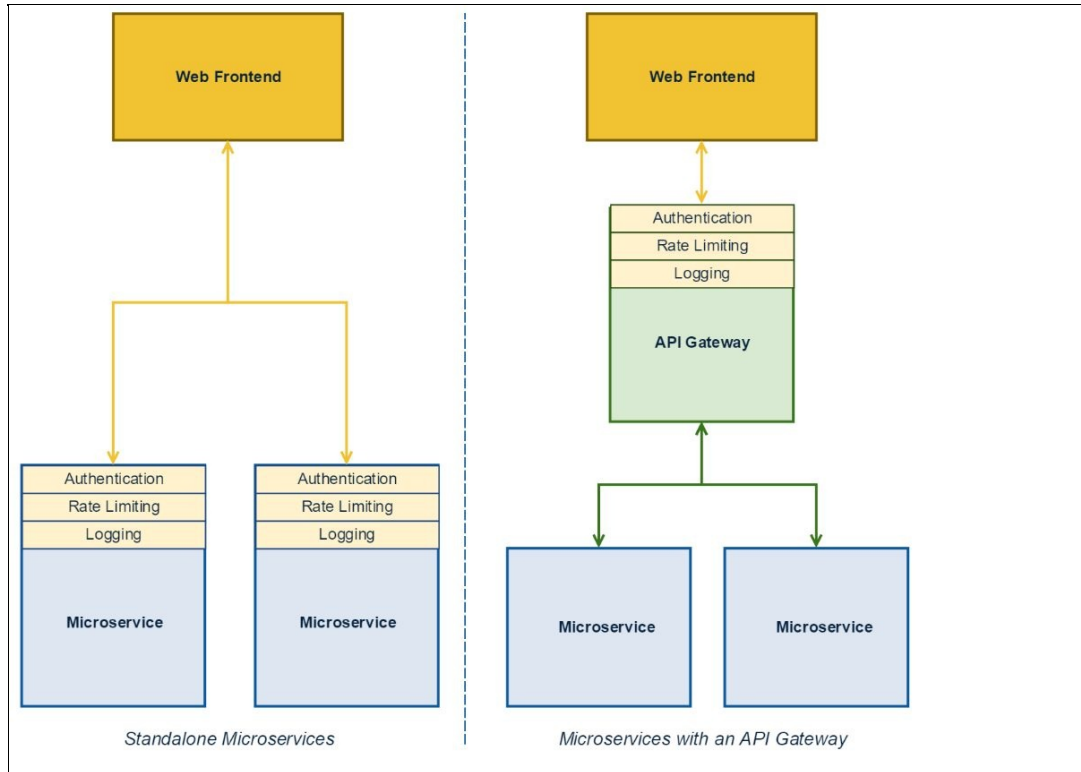 Web Frontend
Authentication
Rate Limiting
Logging
Microservice
Authentication
Rate Limiting
Logging
Microservice
Standalone Microservices
Web Frontend
Authentication
Rate Limiting
Logging
API Gateway
Microservice
Microservice
Microservices with an API Gateway